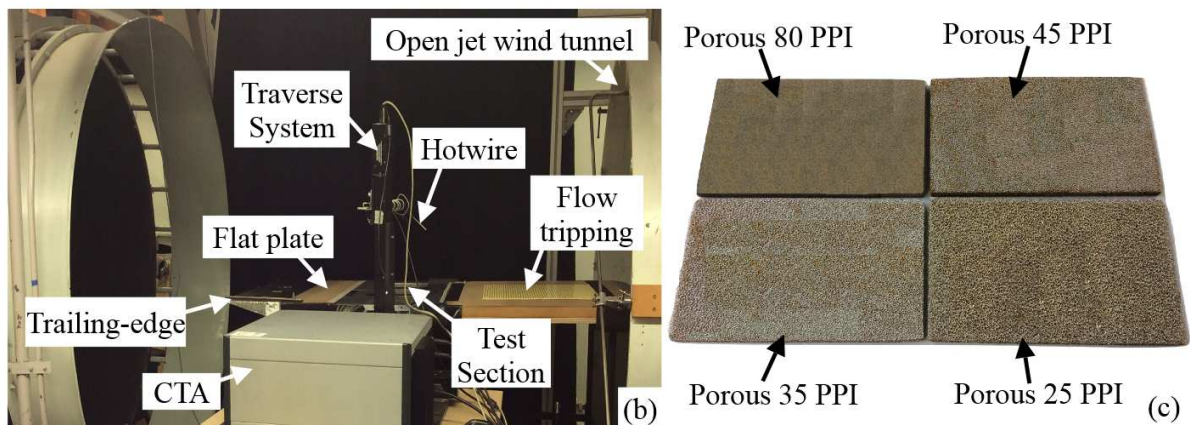 Open jet wind tunnel
Traverse
System
Hotwire
Flow
tripping
Flat plate
Trailing-edge
Test
Section
CTA
(b)
Porous 80 PPI
Porous 45 PPI
Porous 35 PPI
Porous 25 PPI
(c)